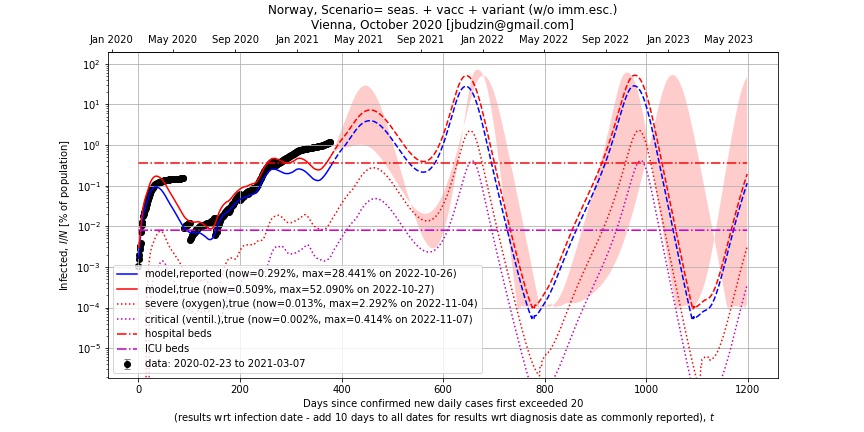 Norway, Scenario= seas. + vacc + variant (w/o imm.esc.)
Vienna, October 2020 [jbudzin@gmail.com]
Jan 2020 May 2020 Sep 2020 Jan 2021 May 2021 Sep 2021 Jan 2022 May 2022 Sep 2022 Jan 2023 May 2023
Infected, I/N [% of population]
10²
10¹
10⁰
10⁻¹
10⁻²
10⁻³
10⁻⁴
10⁻⁵
model,reported (now=0.292%, max=28.441% on 2022-10-26)
model,true (now=0.509%, max=52.090% on 2022-10-27)
severe (oxygen),true (now=0.013%, max=2.292% on 2022-11-04)
critical (ventil.),true (now=0.002%, max=0.414% on 2022-11-07)
hospital beds
ICU beds
data: 2020-02-23 to 2021-03-07
0 200 400 600 800 1000 1200
Days since confirmed new daily cases first exceeded 20
(results wrt infection date - add 10 days to all dates for results wrt diagnosis date as commonly reported), t